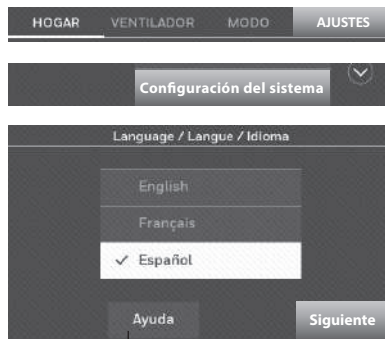 HOGAR VENTILADOR MODO AJUSTES
Configuración del sistema
Language / Langue / Idioma
English
Français
Español
Ayuda Siguiente